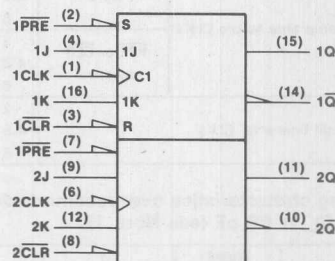 1PRE (2) S
1J (4) 1J (15) 1Q
1CLK (1) C1
1K (16) 1K (14) 1Q̅
1CLR (3) R
1PRE (7)
2J (9) (11) 2Q
2CLK (6)
2K (12) (10) 2Q̅
2CLR (8)